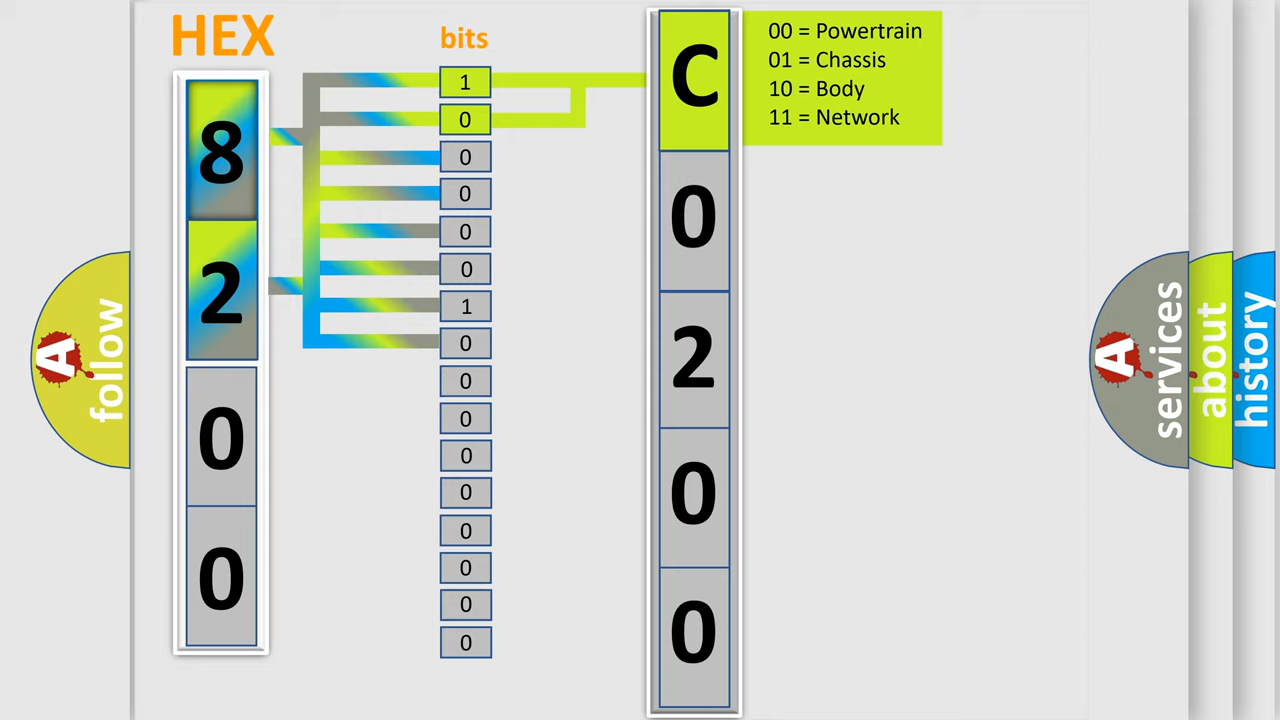 HEX
bits
8
2
0
0
1
0
0
0
0
0
1
0
0
0
0
0
0
0
0
0
C
0
2
0
0
00 = Powertrain
01 = Chassis
10 = Body
11 = Network
A follow
A services
about
history